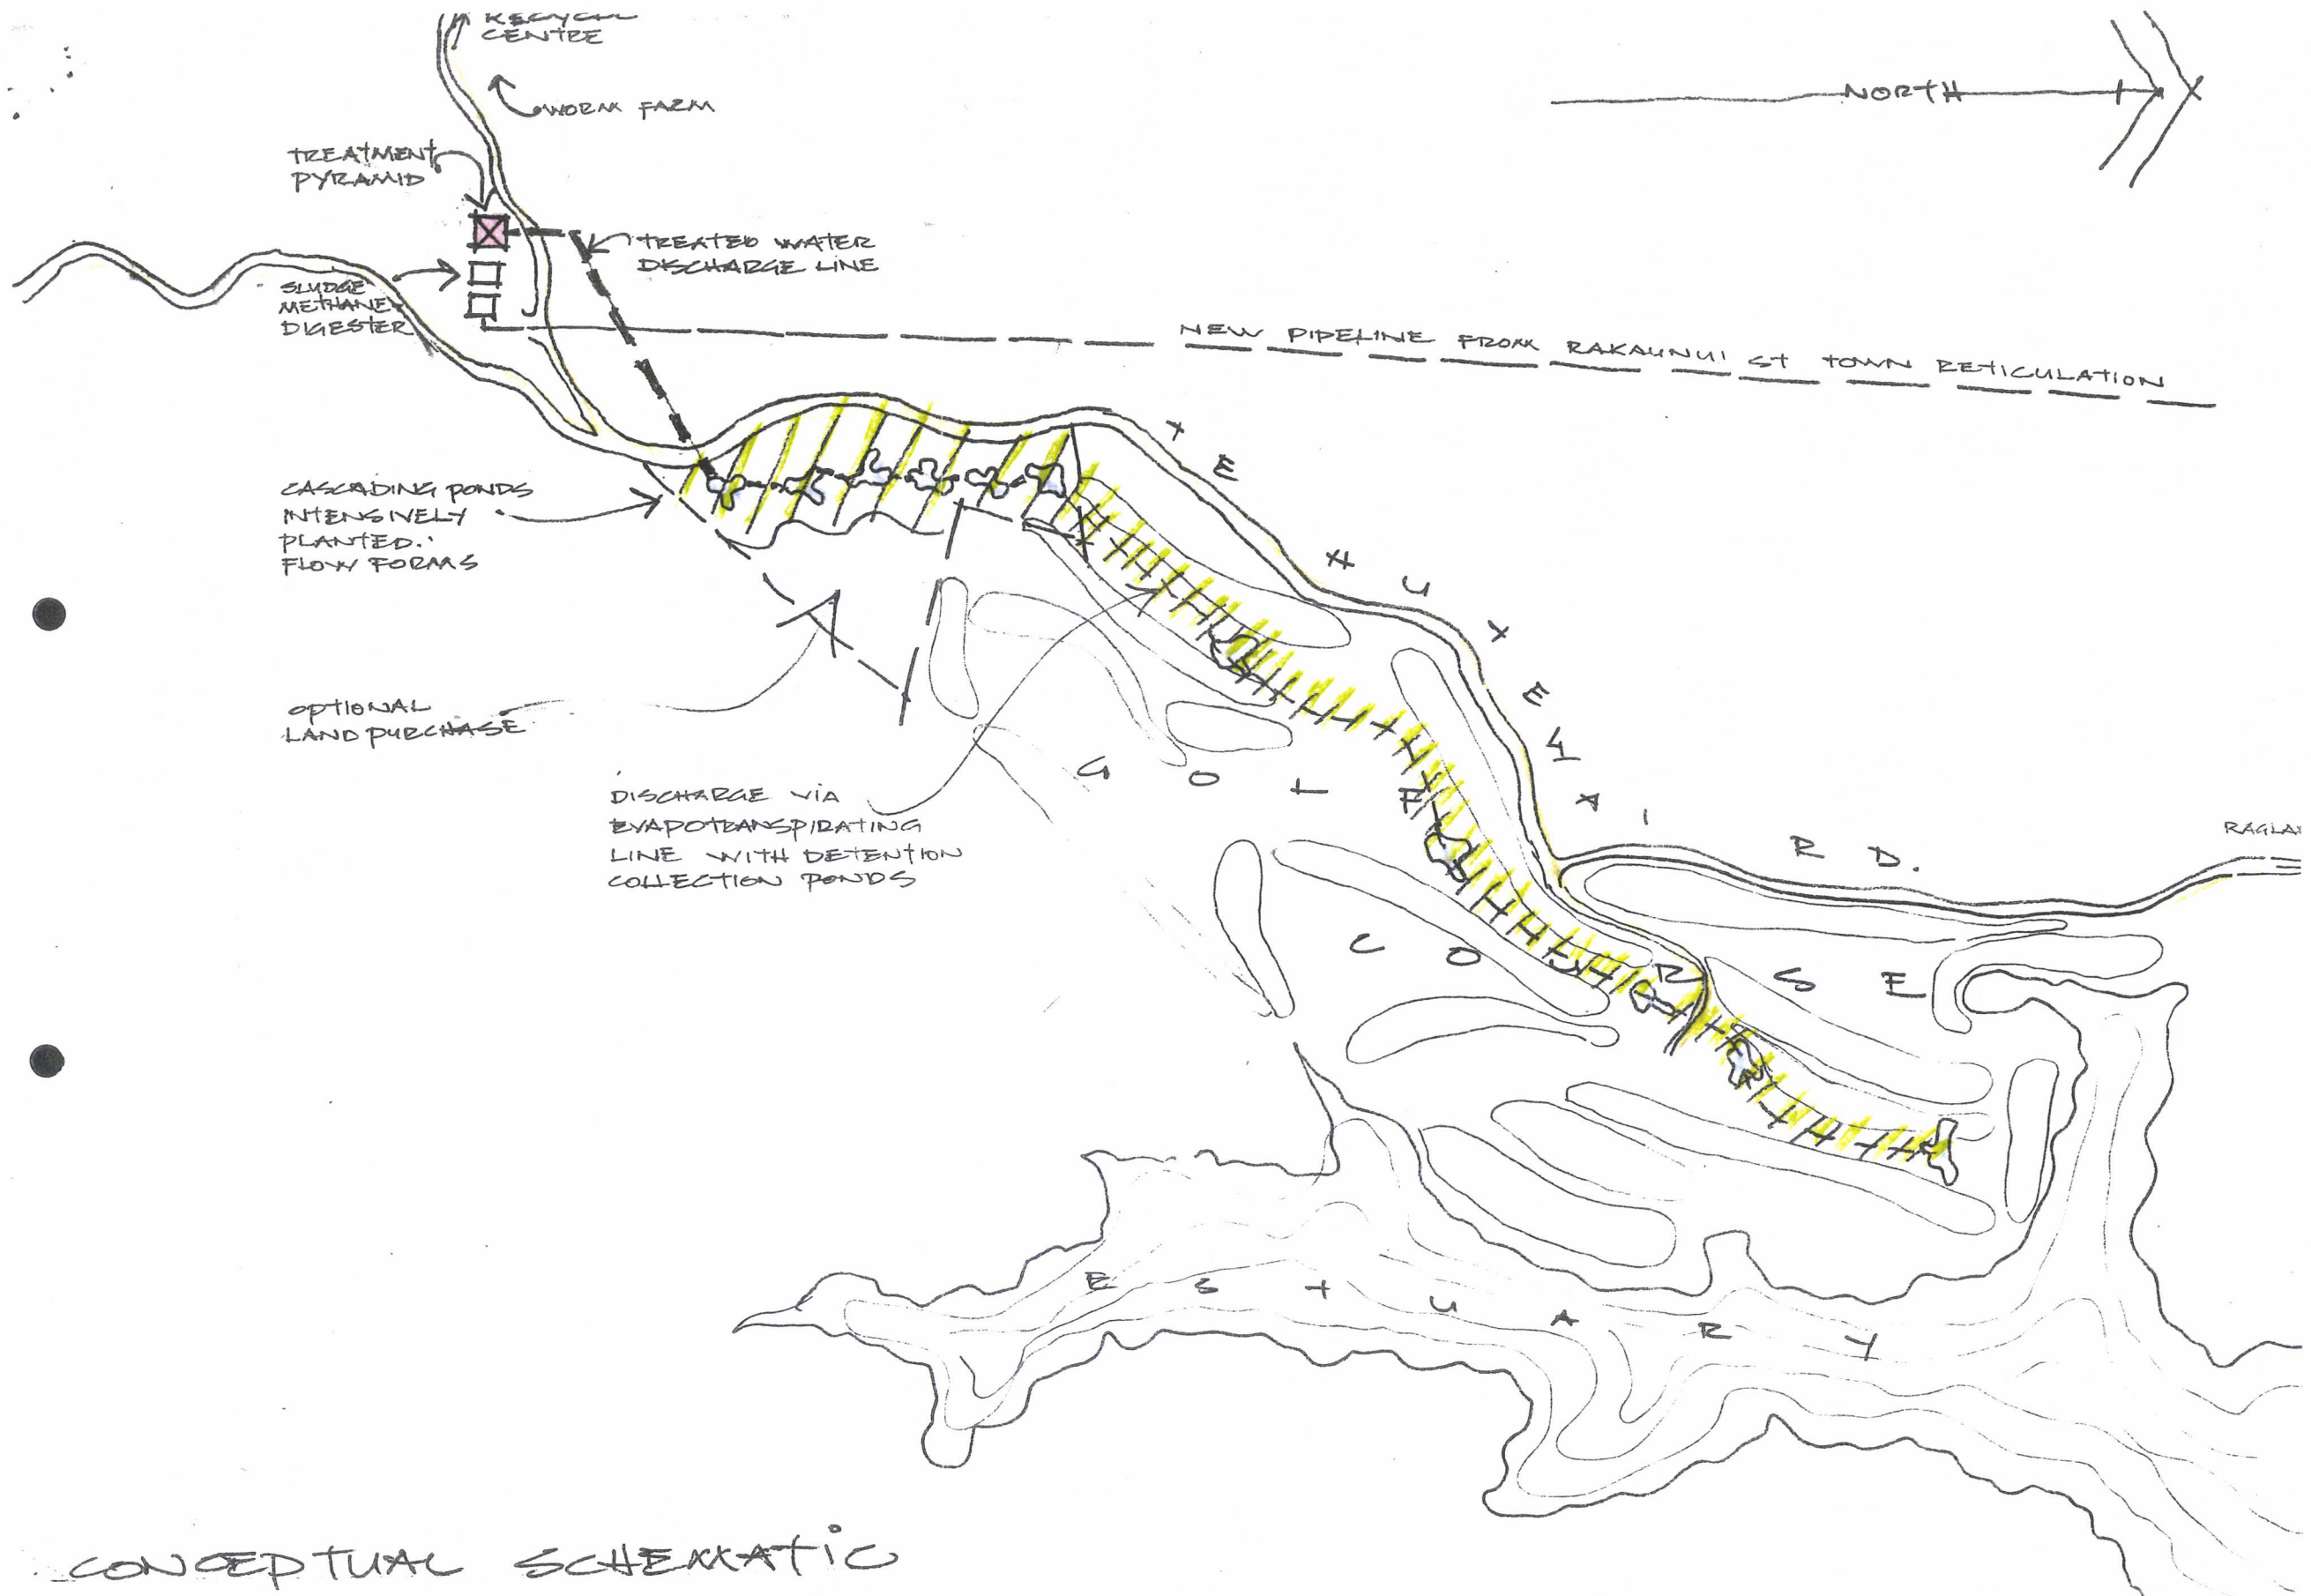 RECYCLE
CENTRE
WORM FARM
NORTH
TREATMENT
PYRAMID
TREATED WATER
DISCHARGE LINE
SLUDGE
METHANE
DIGESTER
NEW PIPELINE FROM RAKAUNUI ST TOWN RETICULATION
TE HUTEWAI RD.
CASCADING PONDS
INTENSIVELY
PLANTED.
FLOW FORMS
OPTIONAL
LAND PURCHASE
DISCHARGE VIA
EVAPOTRANSPIRATING
LINE WITH DETENTION
COLLECTION PONDS
GOLF
COURSE
RAGLA
ESTUARY
CONCEPTUAL SCHEMATIC